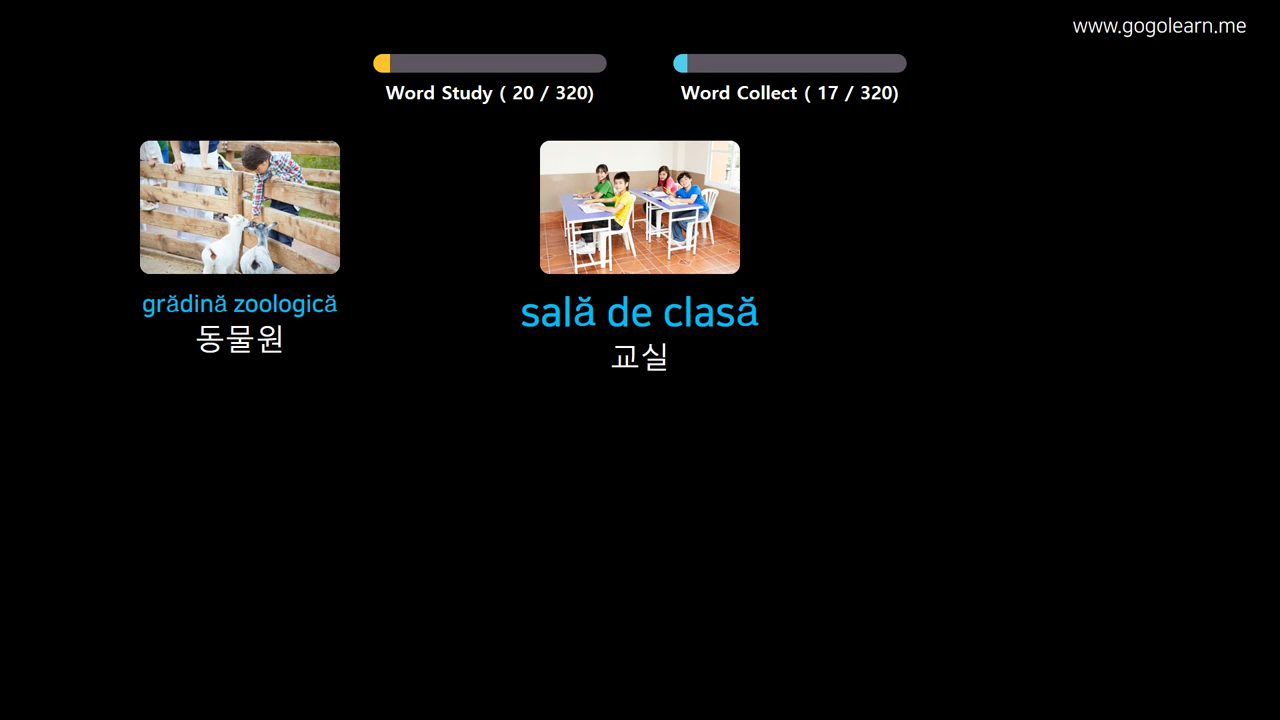 www.gogolearn.me
Word Study ( 20 / 320)
Word Collect ( 17 / 320)
grădină zoologică
동물원
sală de clasă
교실